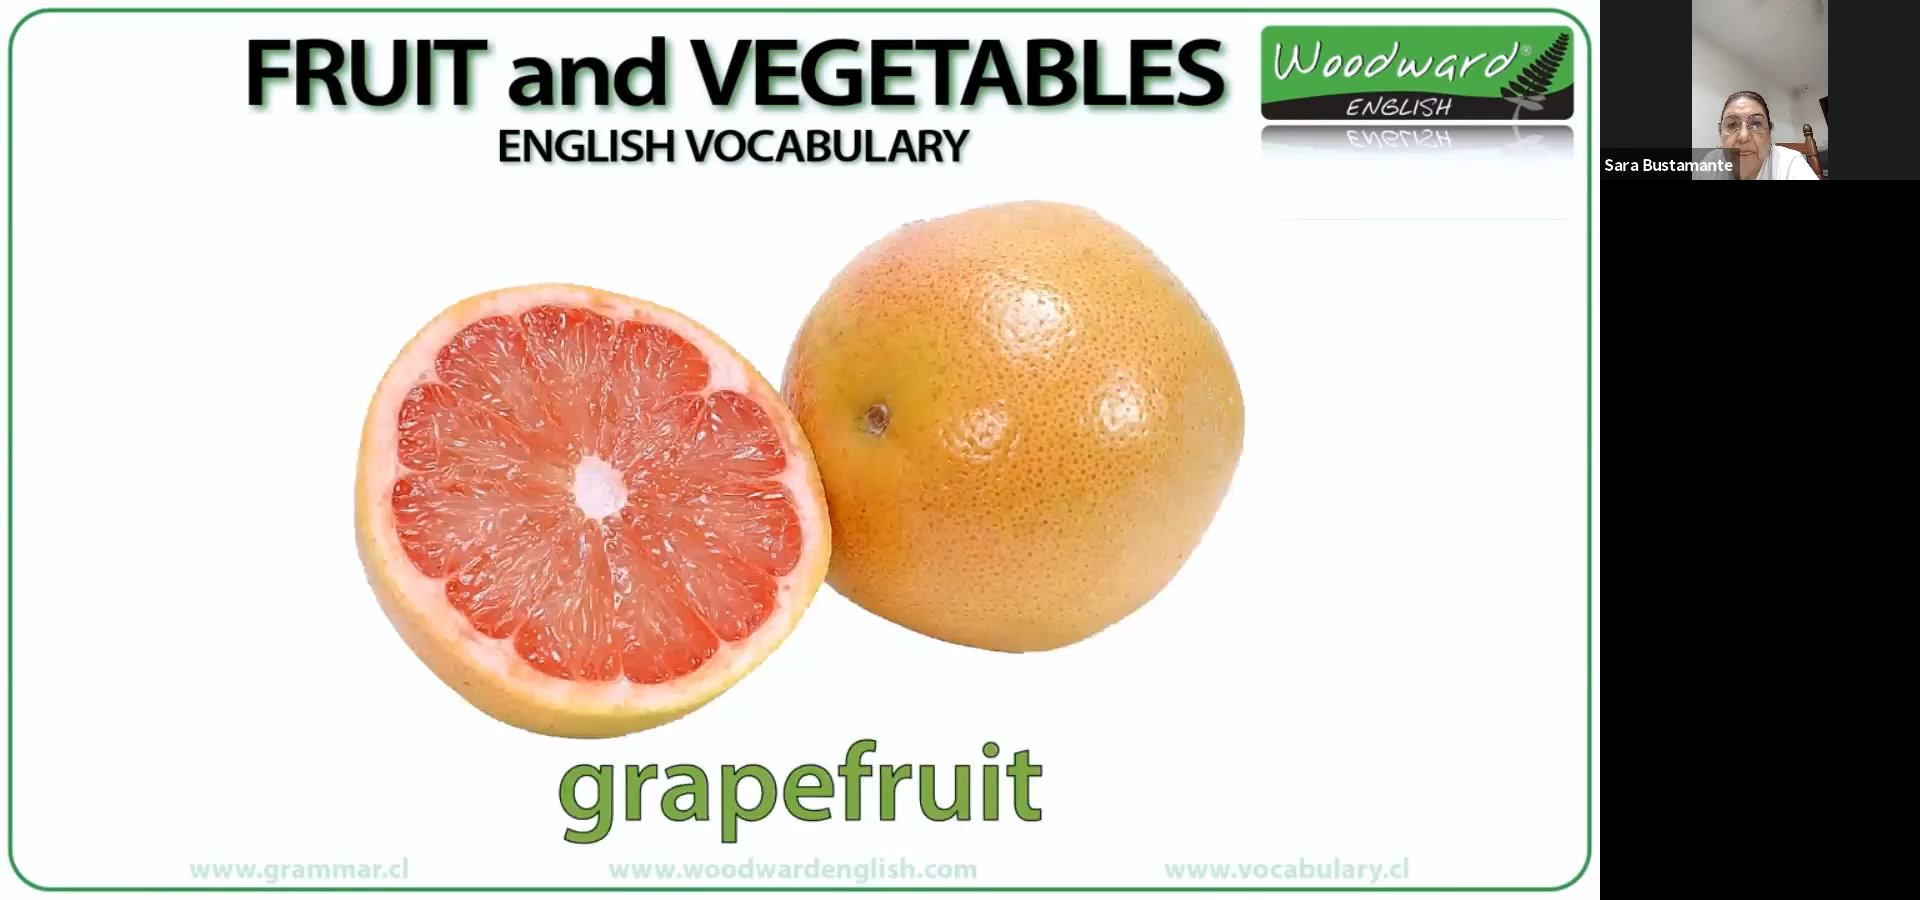 FRUIT and VEGETABLES
ENGLISH VOCABULARY
Woodward®
ENGLISH
Sara Bustamante
grapefruit
www.grammar.cl
www.woodwardenglish.com
www.vocabulary.cl